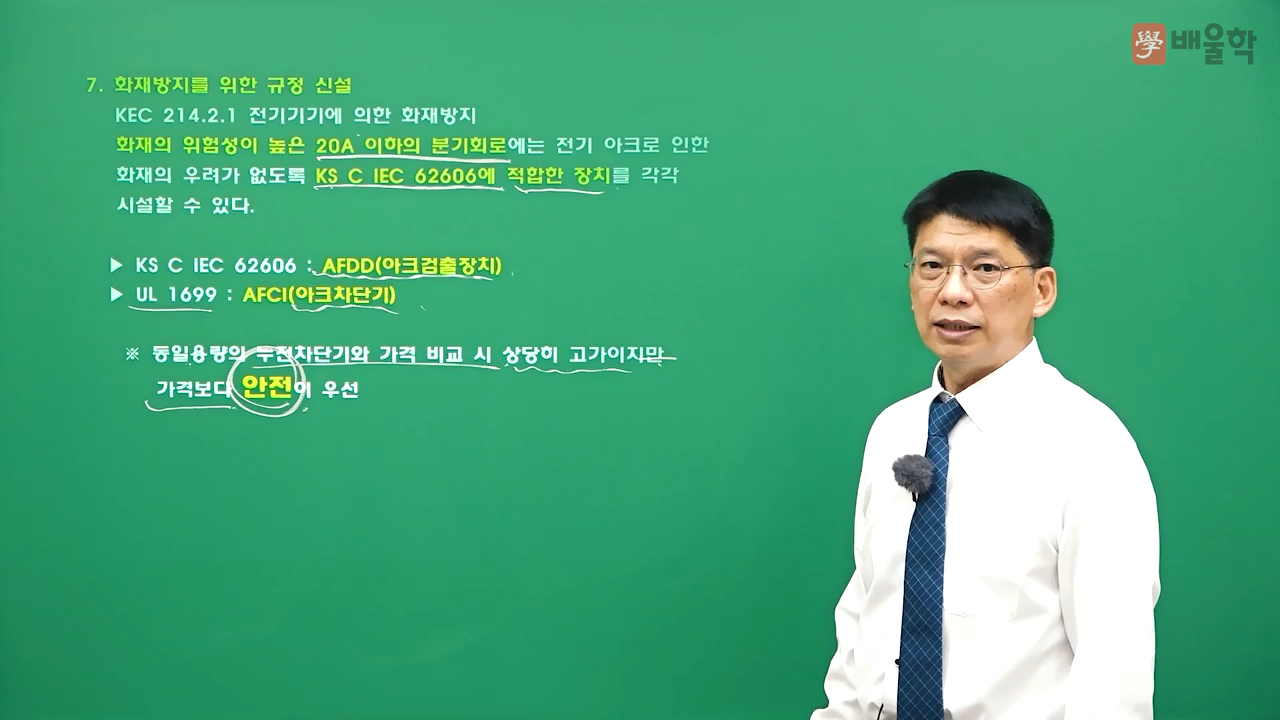 學 배울학
7. 화재방지를 위한 규정 신설
KEC 214.2.1 전기기기에 의한 화재방지
화재의 위험성이 높은 20A 이하의 분기회로에는 전기 아크로 인한
화재의 우려가 없도록 KS C IEC 62606에 적합한 장치를 각각
시설할 수 있다.
▶ KS C IEC 62606 : AFDD(아크검출장치)
▶ UL 1699 : AFCI(아크차단기)
※ 동일용량의 누전차단기와 가격 비교 시 상당히 고가이지만
가격보다 안전이 우선